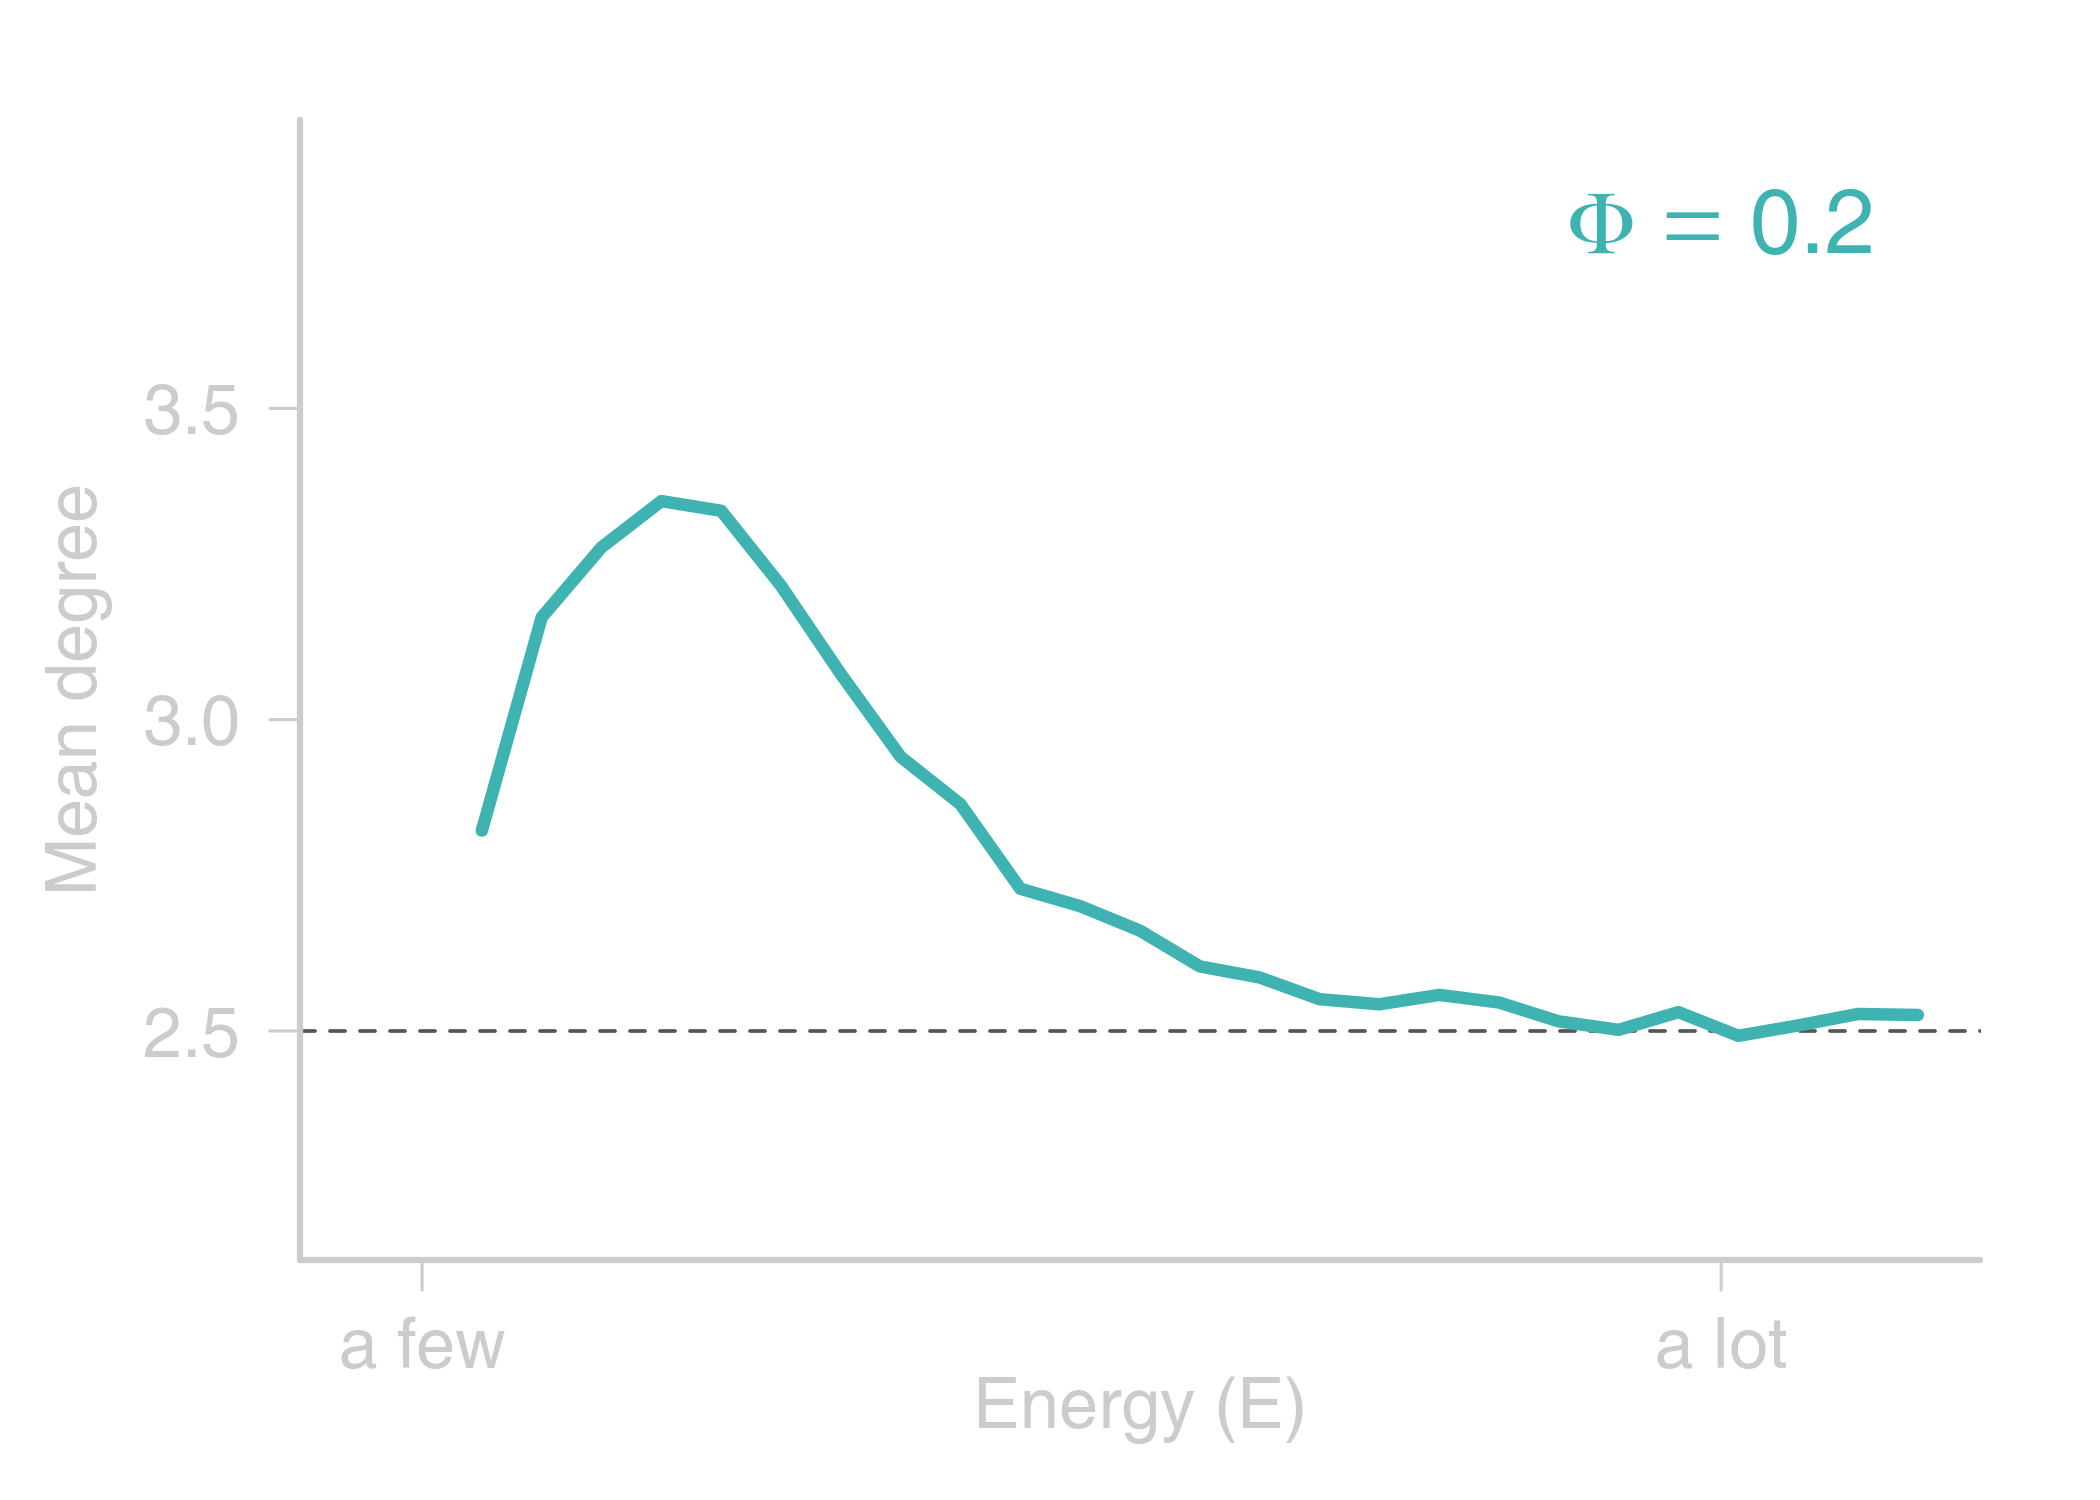 Φ = 0.2
3.5
3.0
2.5
Mean degree
a few
a lot
Energy (E)